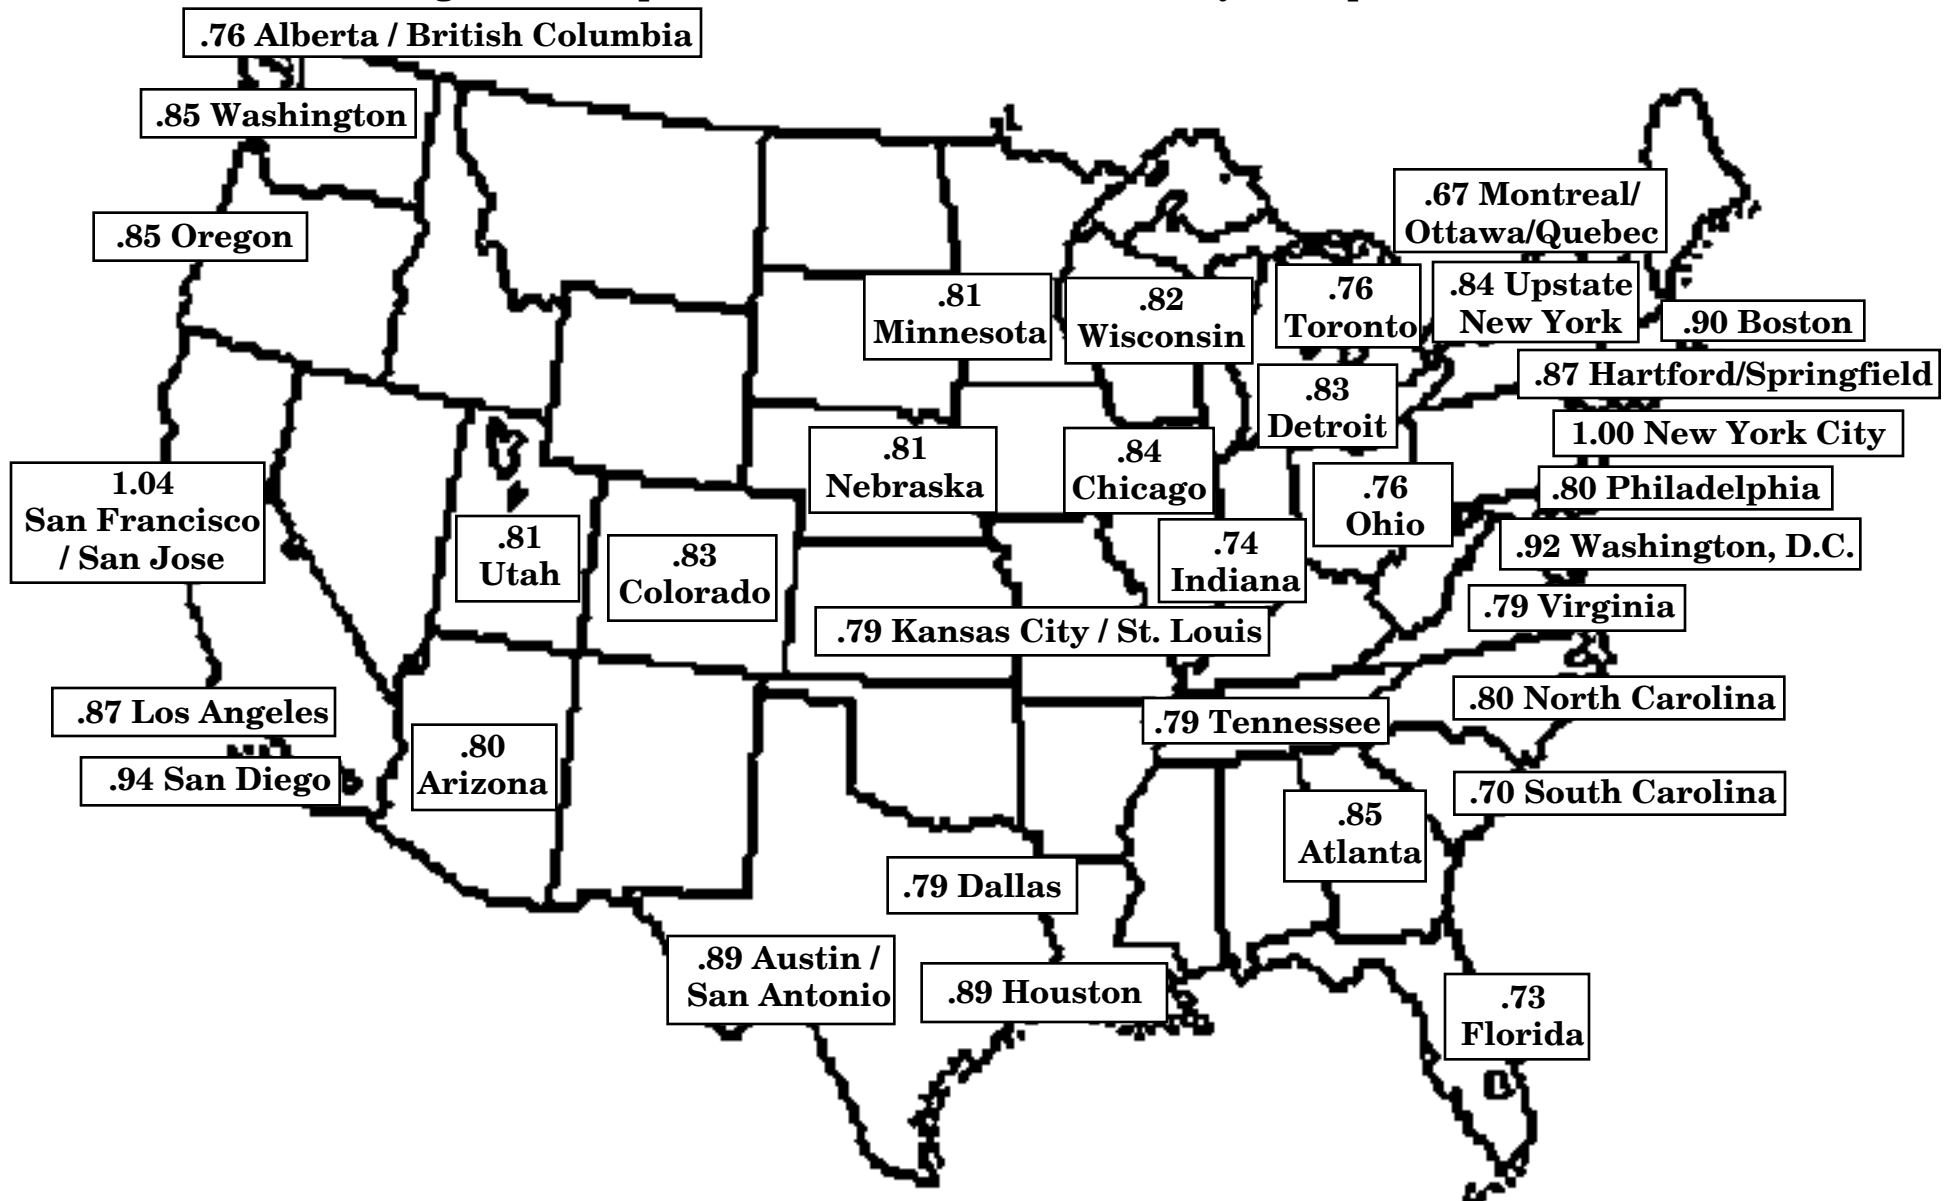 .76 Alberta / British Columbia
.85 Washington
.67 Montreal/
Ottawa/Quebec
.85 Oregon
.81
Minnesota
.82
Wisconsin
.76
Toronto
.84 Upstate
New York
.90 Boston
.87 Hartford/Springfield
.83
Detroit
1.00 New York City
.81
Nebraska
.84
Chicago
.76
Ohio
.80 Philadelphia
1.04
San Francisco
/ San Jose
.81
Utah
.83
Colorado
.74
Indiana
.92 Washington, D.C.
.79 Virginia
.79 Kansas City / St. Louis
.87 Los Angeles
.80 North Carolina
.79 Tennessee
.80
Arizona
.94 San Diego
.70 South Carolina
.85
Atlanta
.79 Dallas
.89 Austin /
San Antonio
.89 Houston
.73
Florida